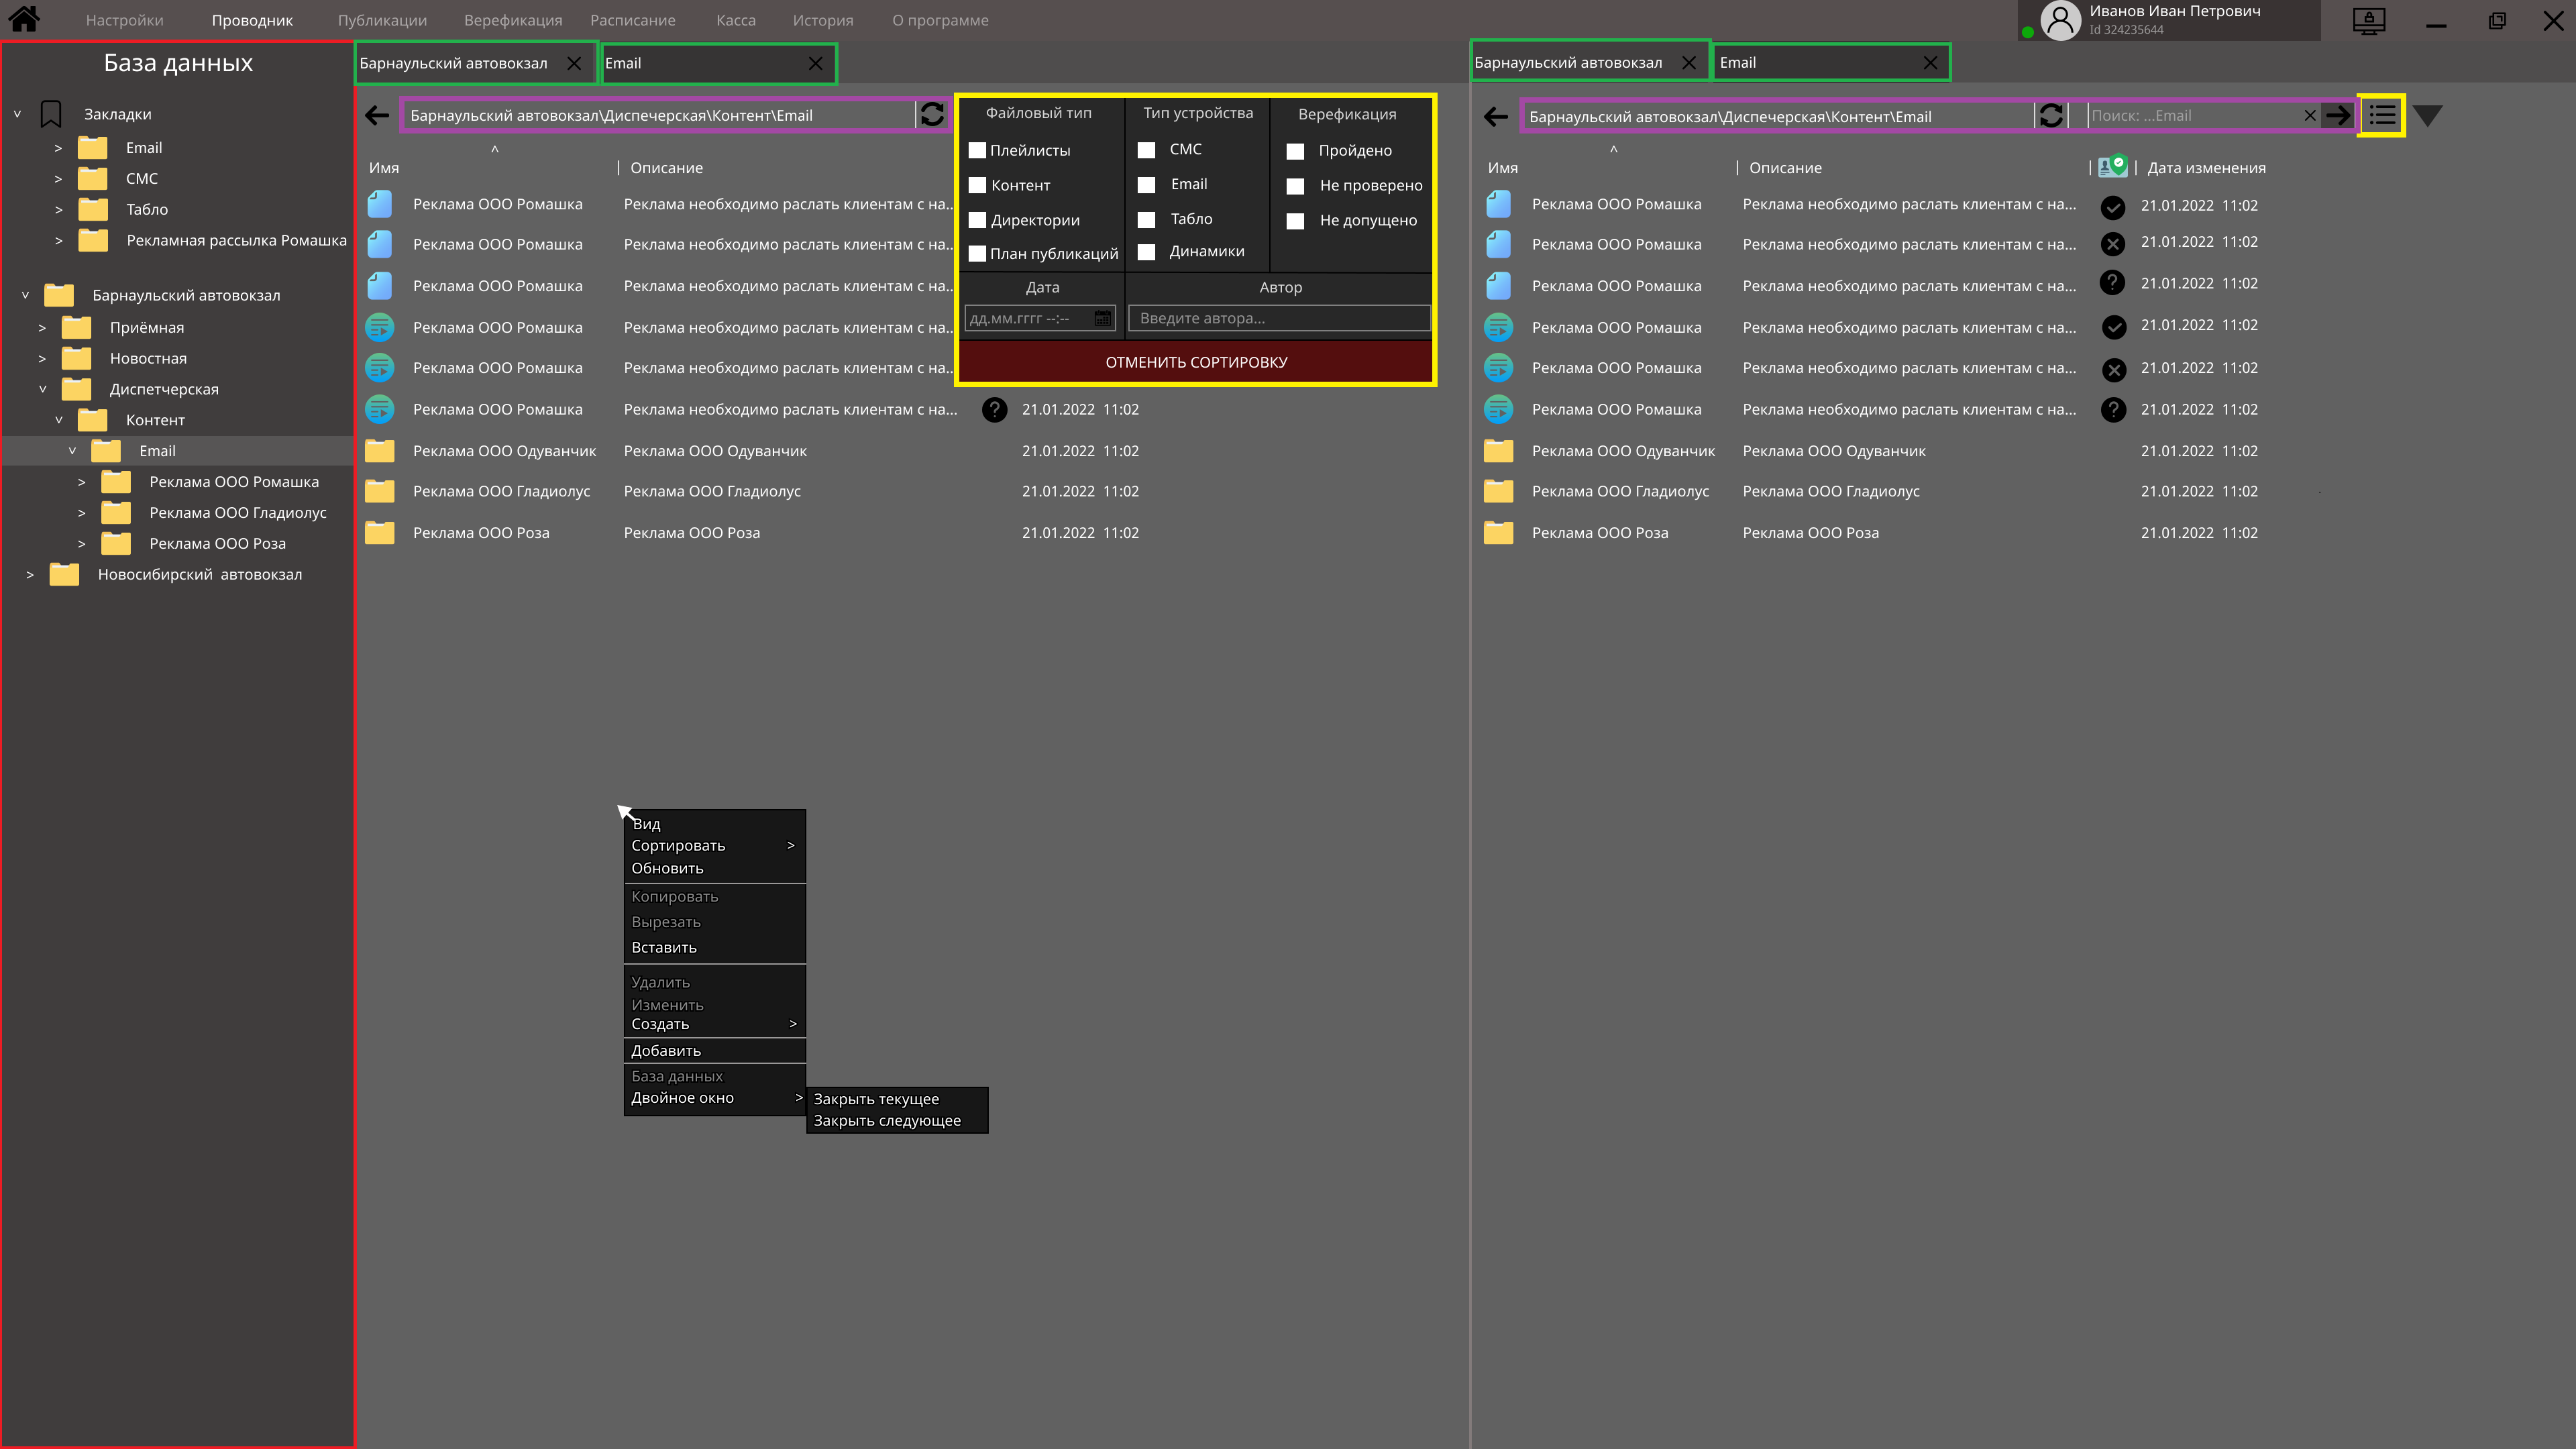 Настройки Проводник Публикации Верефикация Расписание Касса История О программе
Иванов Иван Петрович
Id 324235644
База данных
Закладки
Email
СМС
Табло
Рекламная рассылка Ромашка
Барнаульский автовокзал
Приёмная
Новостная
Диспетчерская
Контент
Email
Реклама ООО Ромашка
Реклама ООО Гладиолус
Реклама ООО Роза
Новосибирский автовокзал
Барнаульский автовокзал Email
Барнаульский автовокзал\Диспечерская\Контент\Email
Имя | Описание
Реклама ООО Ромашка Реклама необходимо раслать клиентам с на...
Реклама ООО Ромашка Реклама необходимо раслать клиентам с на...
Реклама ООО Ромашка Реклама необходимо раслать клиентам с на...
Реклама ООО Ромашка Реклама необходимо раслать клиентам с на...
Реклама ООО Ромашка Реклама необходимо раслать клиентам с на...
Реклама ООО Ромашка Реклама необходимо раслать клиентам с на... ? 21.01.2022 11:02
Реклама ООО Одуванчик Реклама ООО Одуванчик 21.01.2022 11:02
Реклама ООО Гладиолус Реклама ООО Гладиолус 21.01.2022 11:02
Реклама ООО Роза Реклама ООО Роза 21.01.2022 11:02
Файловый тип
Плейлисты
Контент
Директории
План публикаций
Тип устройства
СМС
Email
Табло
Динамики
Верефикация
Пройдено
Не проверено
Не допущено
Дата
дд.мм.гггг --:--
Автор
Введите автора...
ОТМЕНИТЬ СОРТИРОВКУ
Вид
Сортировать >
Обновить
Копировать
Вырезать
Вставить
Удалить
Изменить
Создать >
Добавить
База данных
Двойное окно >
Закрыть текущее
Закрыть следующее
Барнаульский автовокзал Email
Барнаульский автовокзал\Диспечерская\Контент\Email Поиск: ...Email
Имя | Описание | | Дата изменения
Реклама ООО Ромашка Реклама необходимо раслать клиентам с на... 21.01.2022 11:02
Реклама ООО Ромашка Реклама необходимо раслать клиентам с на... 21.01.2022 11:02
Реклама ООО Ромашка Реклама необходимо раслать клиентам с на... ? 21.01.2022 11:02
Реклама ООО Ромашка Реклама необходимо раслать клиентам с на... 21.01.2022 11:02
Реклама ООО Ромашка Реклама необходимо раслать клиентам с на... 21.01.2022 11:02
Реклама ООО Ромашка Реклама необходимо раслать клиентам с на... ? 21.01.2022 11:02
Реклама ООО Одуванчик Реклама ООО Одуванчик 21.01.2022 11:02
Реклама ООО Гладиолус Реклама ООО Гладиолус 21.01.2022 11:02
Реклама ООО Роза Реклама ООО Роза 21.01.2022 11:02